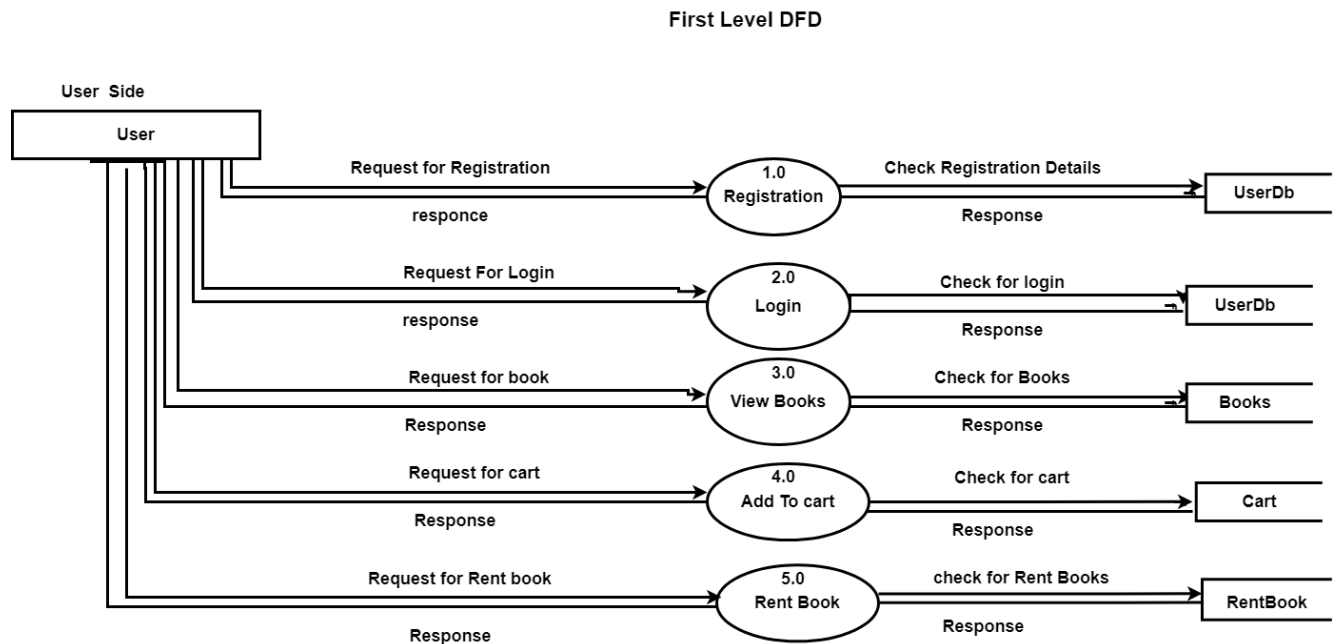 First Level DFD
User Side
User
Request for Registration
responce
1.0
Registration
Check Registration Details
Response
UserDb
Request For Login
response
2.0
Login
Check for login
Response
UserDb
Request for book
Response
3.0
View Books
Check for Books
Response
Books
Request for cart
Response
4.0
Add To cart
Check for cart
Response
Cart
Request for Rent book
Response
5.0
Rent Book
check for Rent Books
Response
RentBook